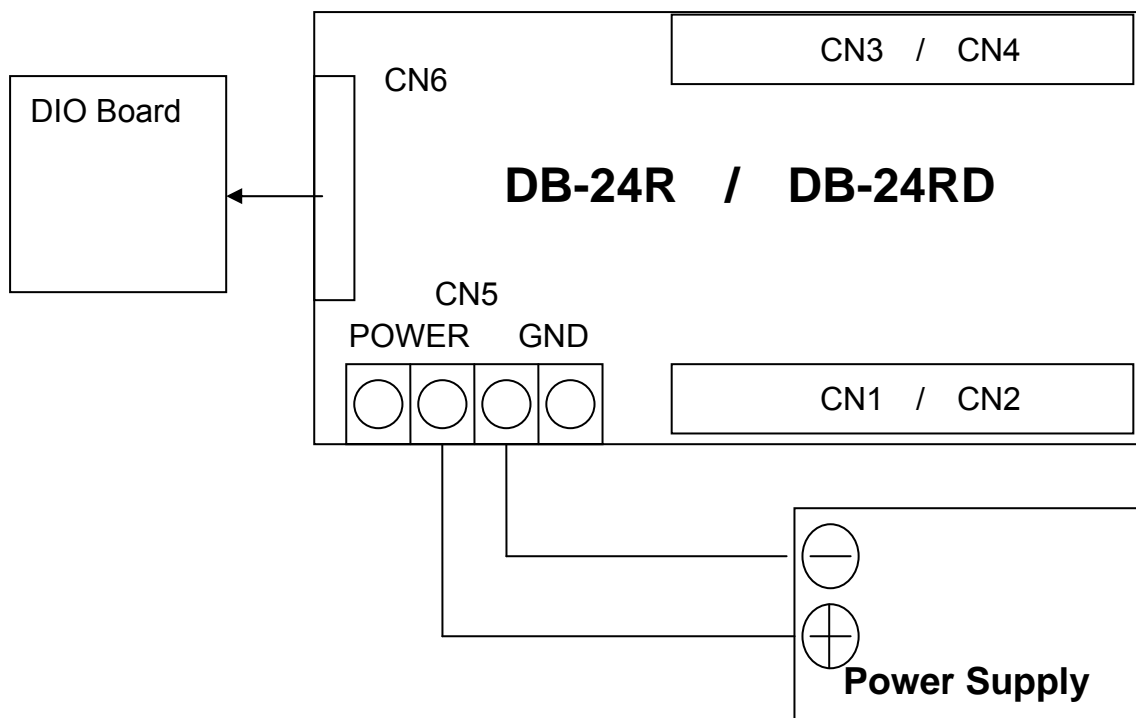 CN3 / CN4
CN6
DIO Board
DB-24R / DB-24RD
CN5
POWER GND
CN1 / CN2
Power Supply